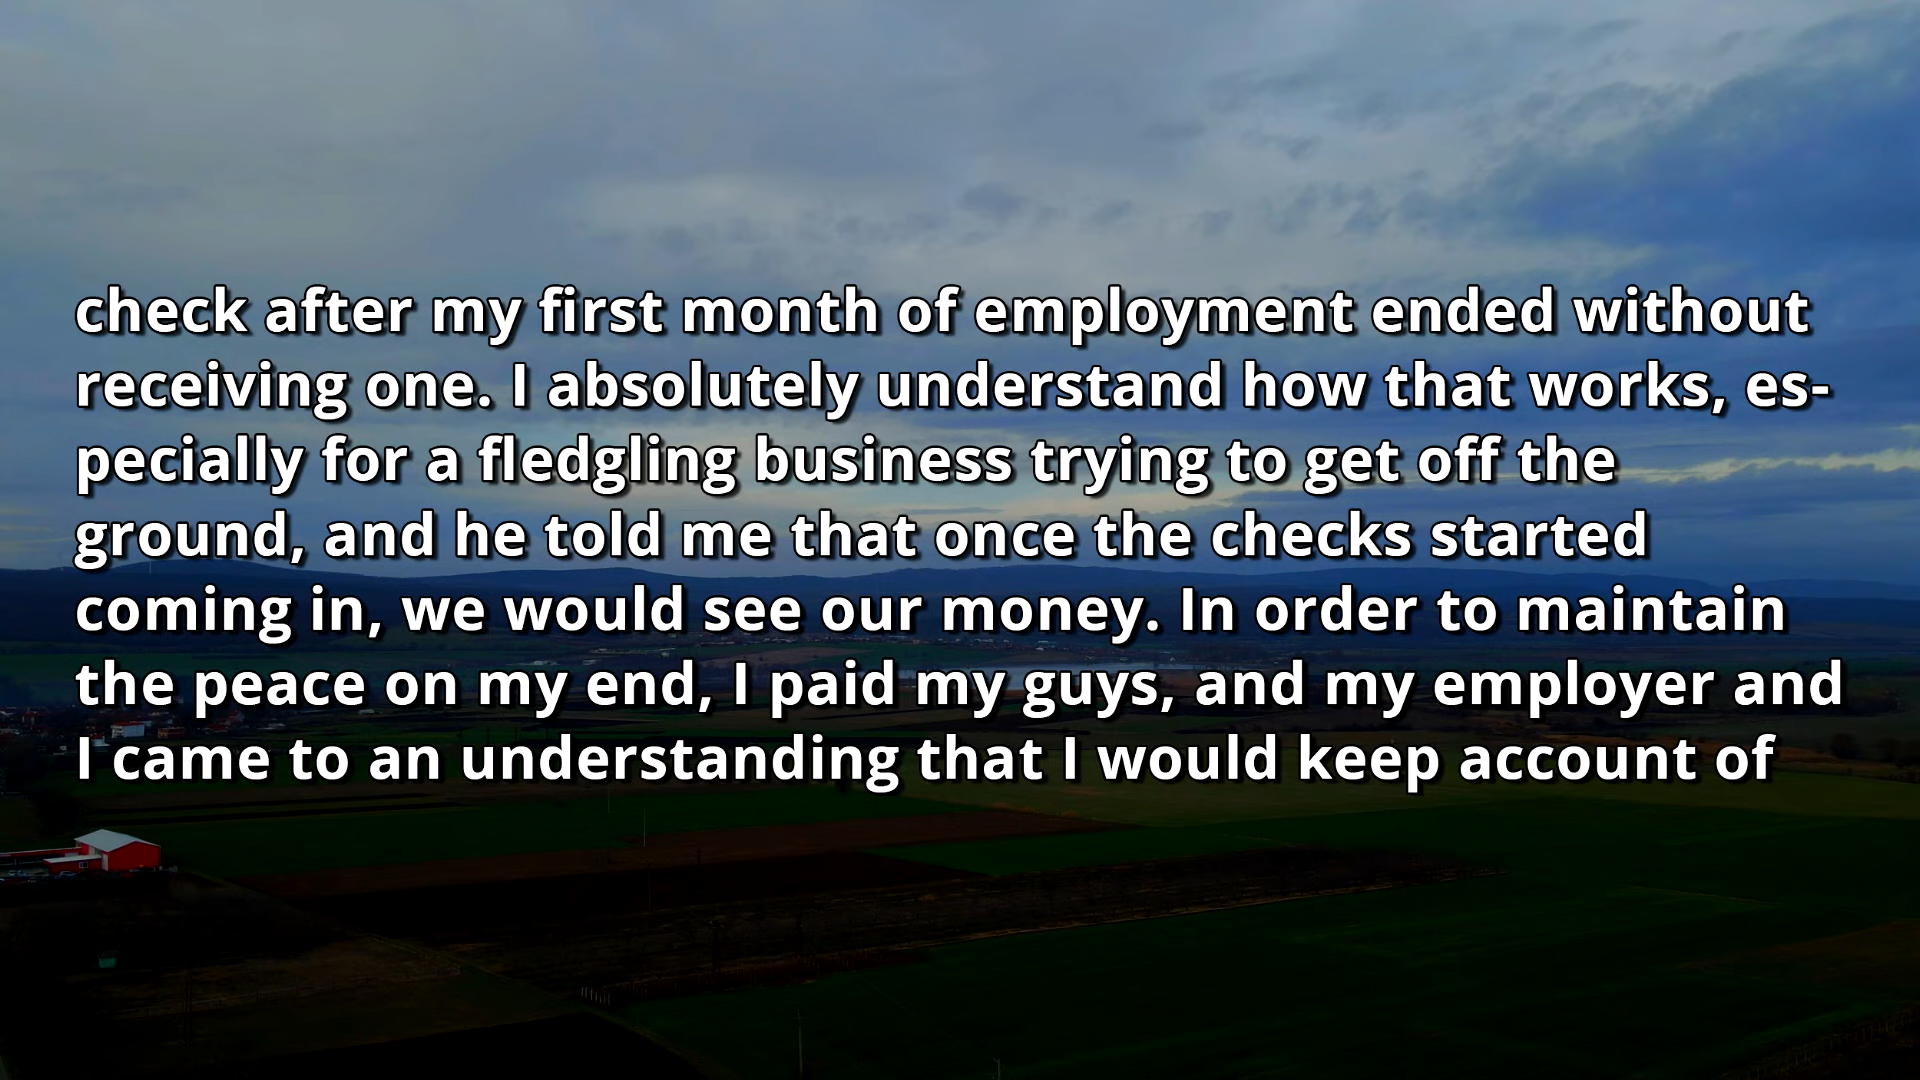 check after my first month of employment ended without
receiving one. I absolutely understand how that works, es-
pecially for a fledgling business trying to get off the
ground, and he told me that once the checks started
coming in, we would see our money. In order to maintain
the peace on my end, I paid my guys, and my employer and
I came to an understanding that I would keep account of